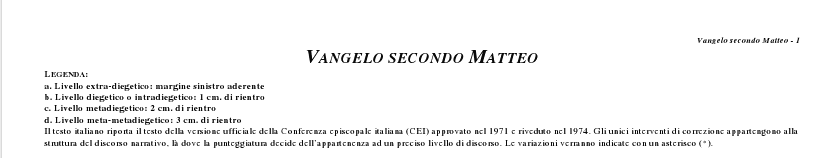 Vangelo secondo Matteo - 1
VANGELO SECONDO MATTEO
LEGENDA:
a. Livello extra-diegetico: margine sinistro aderente
b. Livello diegetico o intradiegetico: 1 cm. di rientro
c. Livello metadiegetico: 2 cm. di rientro
d. Livello meta-metadiegetico: 3 cm. di rientro
Il testo italiano riporta il testo della versione ufficiale della Conferenza episcopale italiana (CEI) approvato nel 1971 e riveduto nel 1974. Gli unici interventi di correzione appartengono alla
struttura del discorso narrativo, là dove la punteggiatura decide dell'appartenenza ad un preciso livello di discorso. Le variazioni verranno indicate con un asterisco (*).